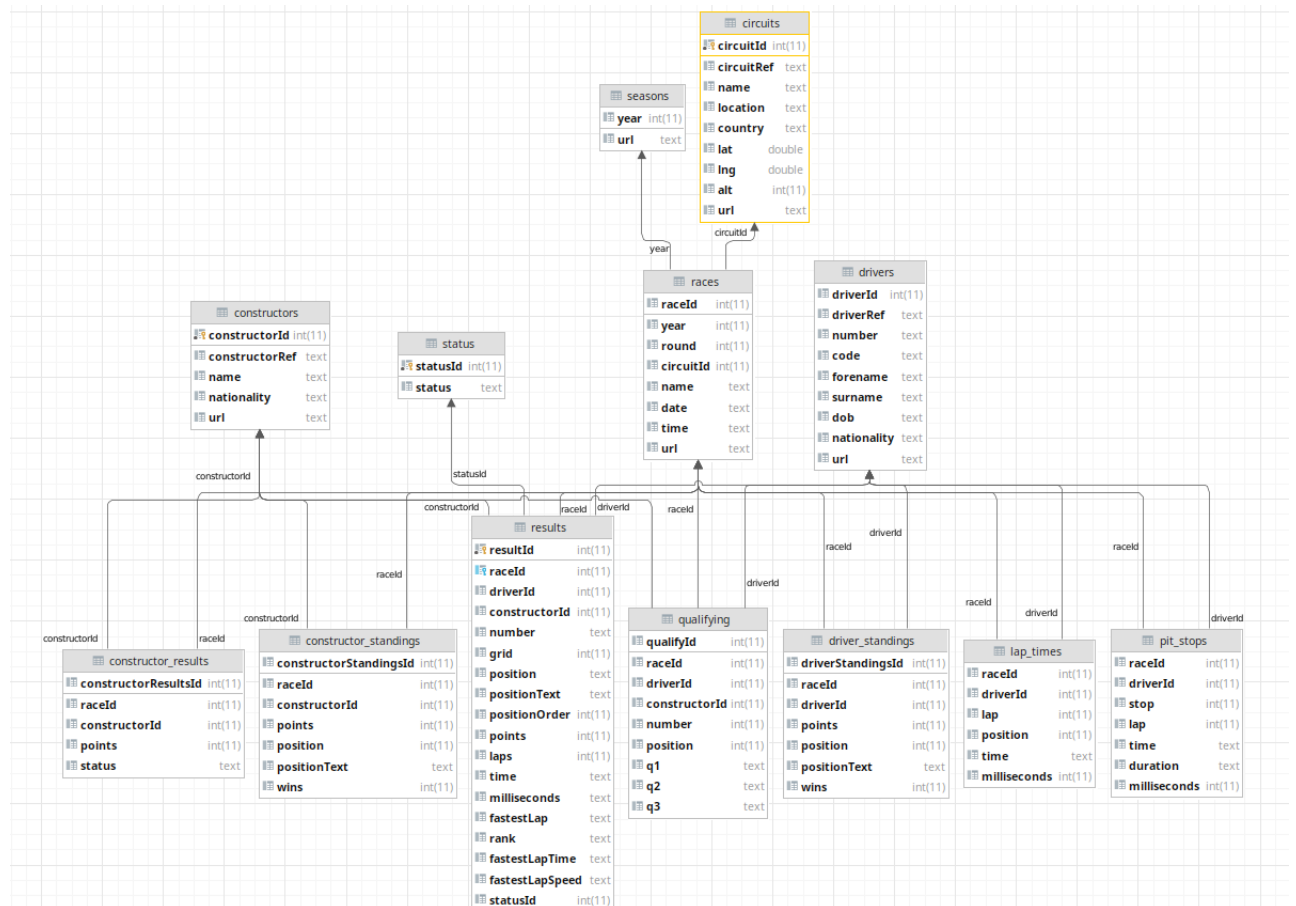 circuits
circuitId int(11)
circuitRef text
name text
location text
country text
lat double
lng double
alt int(11)
url text
seasons
year int(11)
url text
year
circuitId
races
raceId int(11)
year int(11)
round int(11)
circuitId int(11)
name text
date text
time text
url text
drivers
driverId int(11)
driverRef text
number text
code text
forename text
surname text
dob text
nationality text
url text
constructors
constructorId int(11)
constructorRef text
name text
nationality text
url text
status
statusId int(11)
status text
constructorId
statusId
constructorId
raceId
driverId
raceId
driverId
raceId
raceId
raceId
driverId
raceId
driverId
constructorId
driverId
constructorId
raceId
constructor_results
constructorResultsId int(11)
raceId int(11)
constructorId int(11)
points int(11)
status text
constructor_standings
constructorStandingsId int(11)
raceId int(11)
constructorId int(11)
points int(11)
position int(11)
positionText text
wins int(11)
results
resultId int(11)
raceId int(11)
driverId int(11)
constructorId int(11)
number text
grid int(11)
position text
positionText text
positionOrder int(11)
points int(11)
laps int(11)
time text
milliseconds text
fastestLap text
rank text
fastestLapTime text
fastestLapSpeed text
statusId int(11)
qualifying
qualifyId int(11)
raceId int(11)
driverId int(11)
constructorId int(11)
number int(11)
position int(11)
q1 text
q2 text
q3 text
driver_standings
driverStandingsId int(11)
raceId int(11)
driverId int(11)
points int(11)
position int(11)
positionText text
wins int(11)
lap_times
raceId int(11)
driverId int(11)
lap int(11)
position int(11)
time text
milliseconds int(11)
pit_stops
raceId int(11)
driverId int(11)
stop int(11)
lap int(11)
time text
duration text
milliseconds int(11)